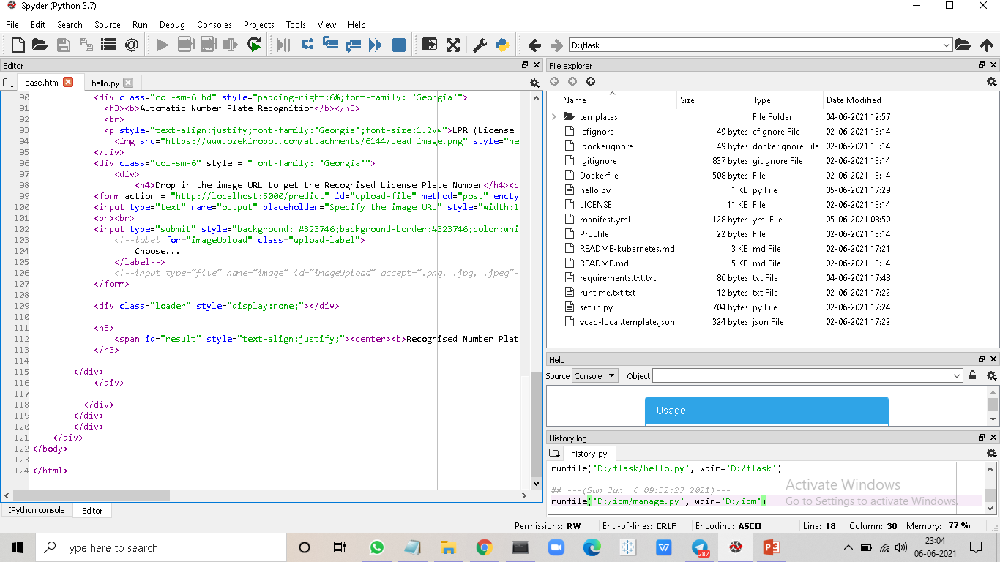 Spyder (Python 3.7)
File Edit Search Source Run Debug Consoles Projects Tools View Help
D:\flask
Editor
base.html hello.py
90 <div class="col-sm-6 bd" style="padding-right:6%;font-family: 'Georgia'">
91 <h3><b>Automatic Number Plate Recognition</b></h3>
92 <br>
93 <p style="text-align:justify;font-family:'Georgia';font-size:1.2vw">LPR (License
94 <img src="https://www.ozekirobot.com/attachments/6144/Lead_image.png" style="he
95 </div>
96 <div class="col-sm-6" style = "font-family: 'Georgia'">
97 <div>
98 <h4>Drop in the image URL to get the Recognised License Plate Number</h4><b
99 <form action = "http://localhost:5000/predict" id="upload-file" method="post" enctyp
100 <input type="text" name="output" placeholder="Specify the image URL" style="width:1
101 <br><br>
102 <input type="submit" style="background: #323746;background-border:#323746;color:whi
103 <!--label for="imageUpload" class="upload-label">
104 Choose...
105 </label-->
106 <!--input type="file" name="image" id="imageUpload" accept=".png, .jpg, .jpeg"-
107 </form>
108
109 <div class="loader" style="display:none;"></div>
110
111 <h3>
112 <span id="result" style="text-align:justify;"><center><b>Recognised Number Plat
113 </h3>
114
115 </div>
116 </div>
117
118 </div>
119 </div>
120 </div>
121 </div>
122 </body>
123
124 </html>
IPython console Editor
File explorer
Name Size Type Date Modified
templates File Folder 04-06-2021 12:57
.cfignore 49 bytes cfignore File 02-06-2021 13:14
.dockerignore 49 bytes dockerignore File 02-06-2021 13:14
.gitignore 837 bytes gitignore File 02-06-2021 13:14
Dockerfile 508 bytes File 02-06-2021 13:14
hello.py 1 KB py File 05-06-2021 17:29
LICENSE 11 KB File 02-06-2021 13:14
manifest.yml 128 bytes yml File 05-06-2021 08:50
Procfile 22 bytes File 02-06-2021 13:14
README-kubernetes.md 3 KB md File 02-06-2021 17:21
README.md 5 KB md File 02-06-2021 13:14
requirements.txt.txt 86 bytes txt File 04-06-2021 17:48
runtime.txt.txt 12 bytes txt File 02-06-2021 17:22
setup.py 704 bytes py File 02-06-2021 17:24
vcap-local.template.json 324 bytes json File 02-06-2021 17:22
Help
Source Console Object
Usage
History log
history.py
runfile('D:/flask/hello.py', wdir='D:/flask')
## ---(Sun Jun 6 09:32:27 2021)---
runfile('D:/ibm/manage.py', wdir='D:/ibm')
Activate Windows
Go to Settings to activate Windows.
Permissions: RW End-of-lines: CRLF Encoding: ASCII Line: 18 Column: 30 Memory: 77 %
Type here to search
287
23:04
06-06-2021